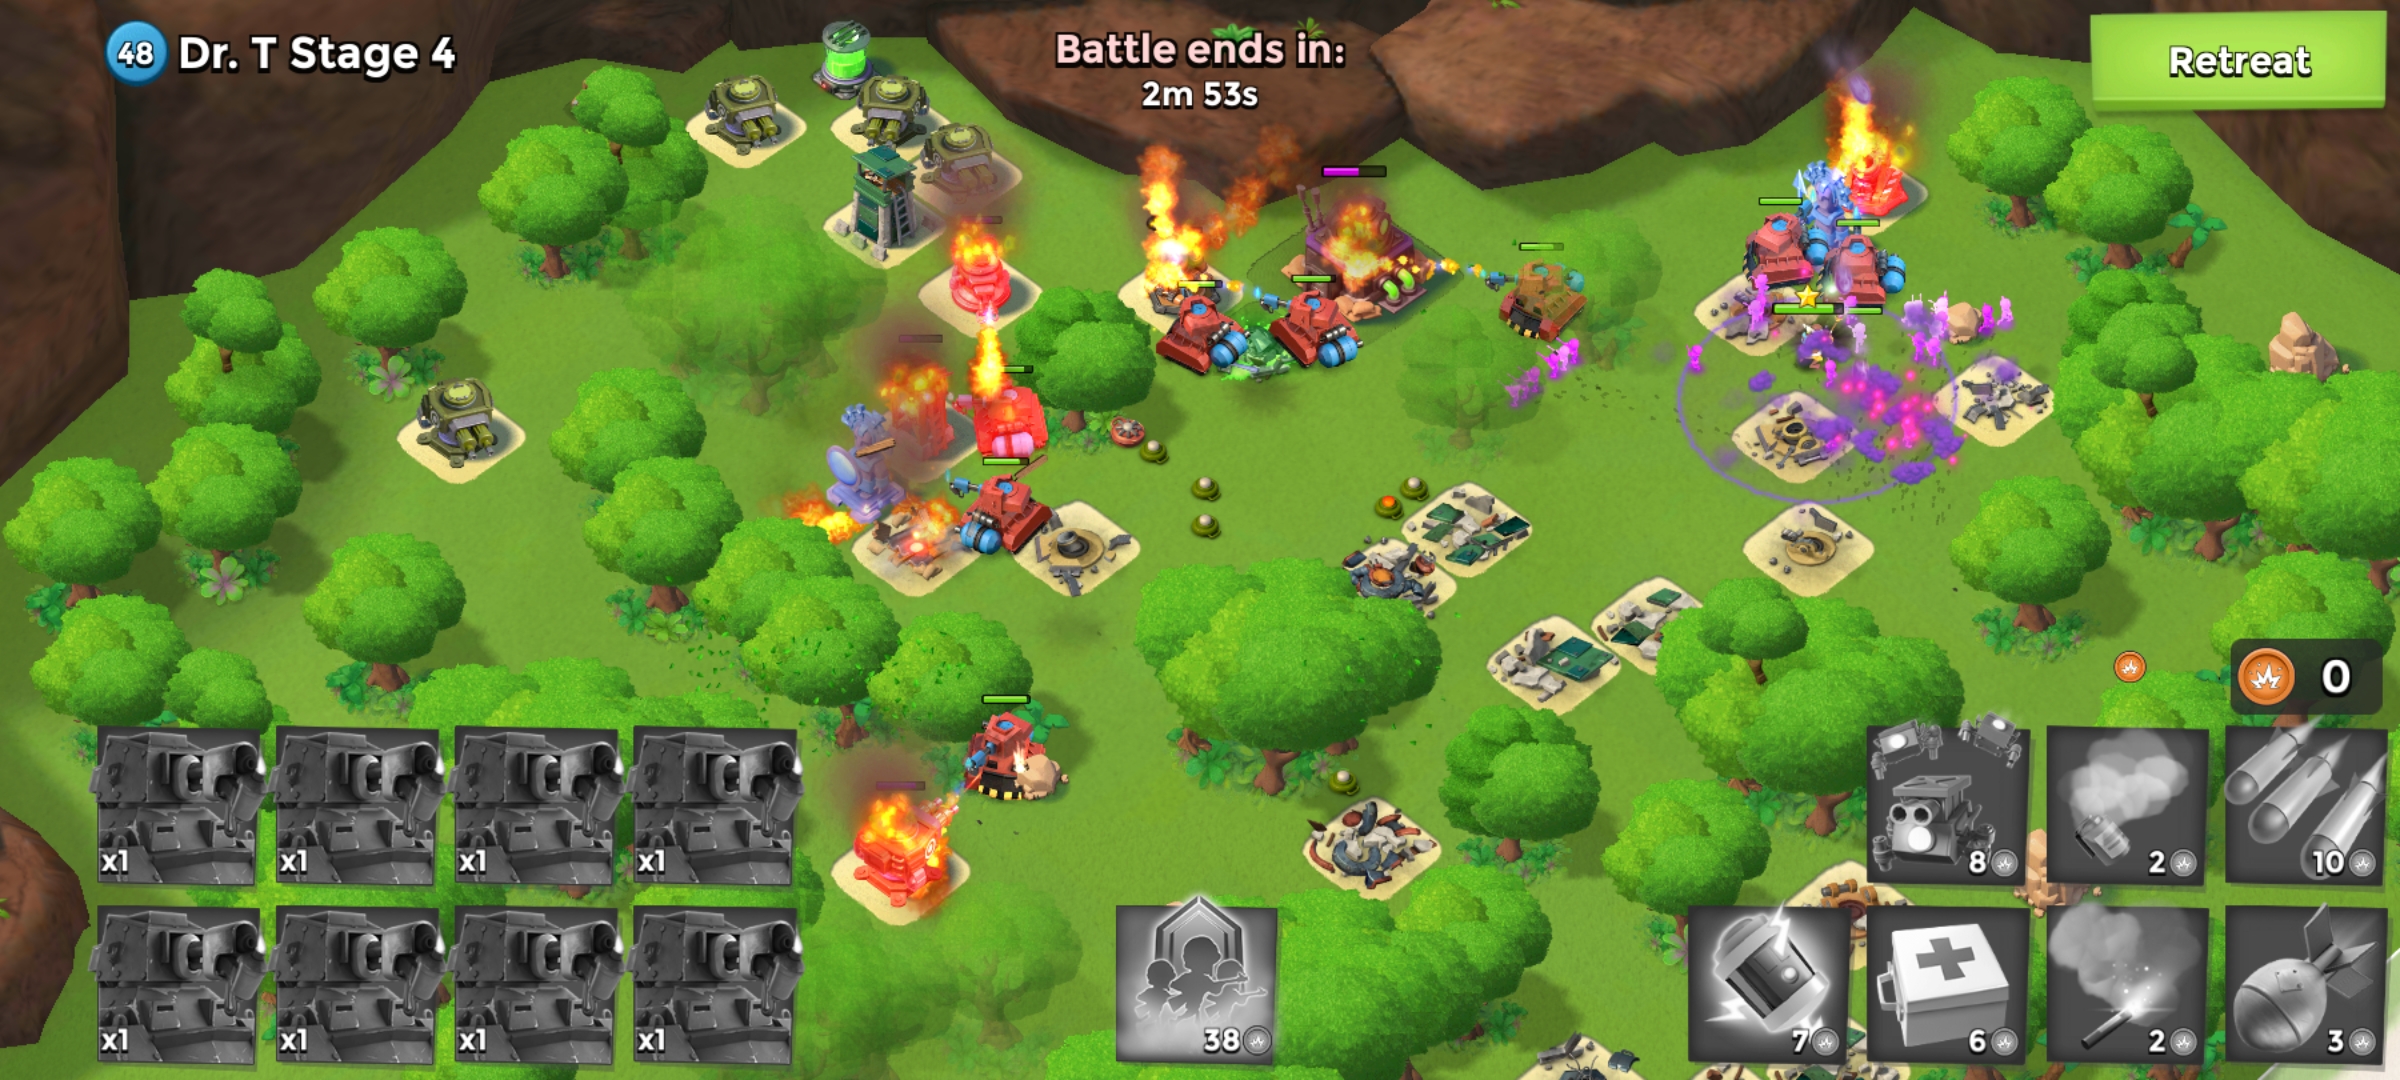 48 Dr. T Stage 4
Battle ends in:
2m 53s
Retreat
0
x1 x1 x1 x1
8 2 10
x1 x1 x1 x1
38
7 6 2 3